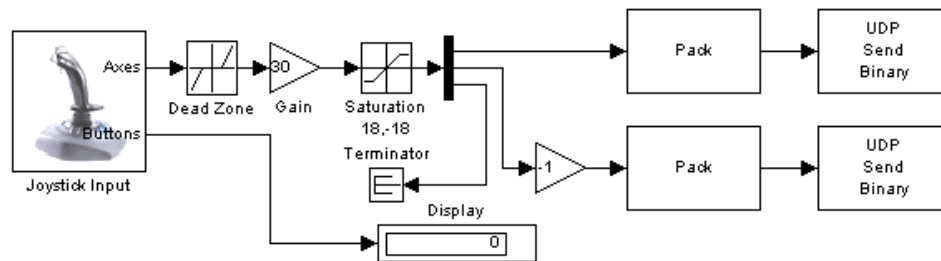 Axes
Buttons
Joystick Input
Dead Zone
30
Gain
Saturation
18,-18
Terminator
Display
0
-1
Pack
UDP
Send
Binary
Pack
UDP
Send
Binary